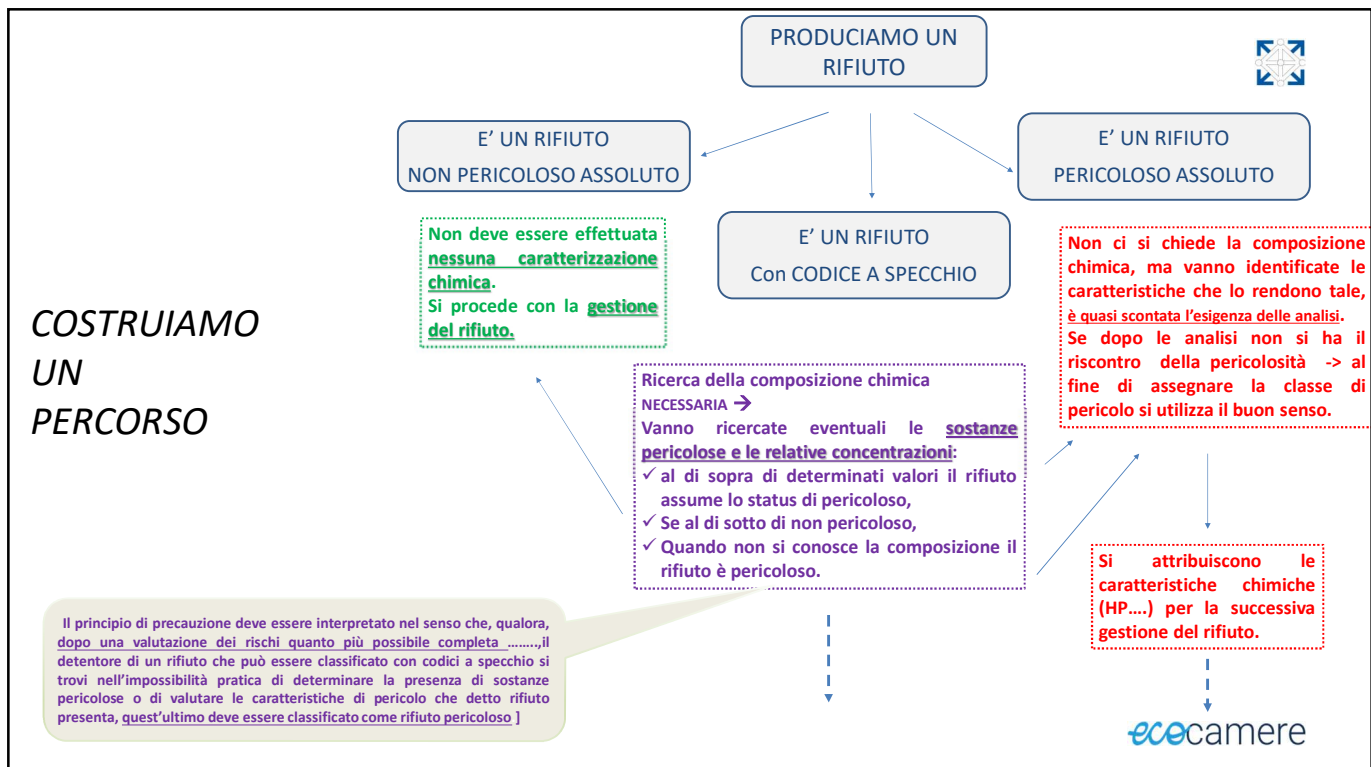 PRODUCIAMO UN
RIFIUTO
E’ UN RIFIUTO
NON PERICOLOSO ASSOLUTO
E’ UN RIFIUTO
PERICOLOSO ASSOLUTO
E’ UN RIFIUTO
Con CODICE A SPECCHIO
Non deve essere effettuata
nessuna caratterizzazione
chimica.
Si procede con la gestione
del rifiuto.
Non ci si chiede la composizione
chimica, ma vanno identificate le
caratteristiche che lo rendono tale,
è quasi scontata l’esigenza delle analisi.
Se dopo le analisi non si ha il
riscontro della pericolosità -> al
fine di assegnare la classe di
pericolo si utilizza il buon senso.
COSTRUIAMO
UN
PERCORSO
Ricerca della composizione chimica
NECESSARIA →
Vanno ricercate eventuali le sostanze
pericolose e le relative concentrazioni:
✓ al di sopra di determinati valori il rifiuto
assume lo status di pericoloso,
✓ Se al di sotto di non pericoloso,
✓ Quando non si conosce la composizione il
rifiuto è pericoloso.
Si attribuiscono le
caratteristiche chimiche
(HP....) per la successiva
gestione del rifiuto.
Il principio di precauzione deve essere interpretato nel senso che, qualora,
dopo una valutazione dei rischi quanto più possibile completa ........,il
detentore di un rifiuto che può essere classificato con codici a specchio si
trovi nell’impossibilità pratica di determinare la presenza di sostanze
pericolose o di valutare le caratteristiche di pericolo che detto rifiuto
presenta, quest’ultimo deve essere classificato come rifiuto pericoloso ]
ecocamere